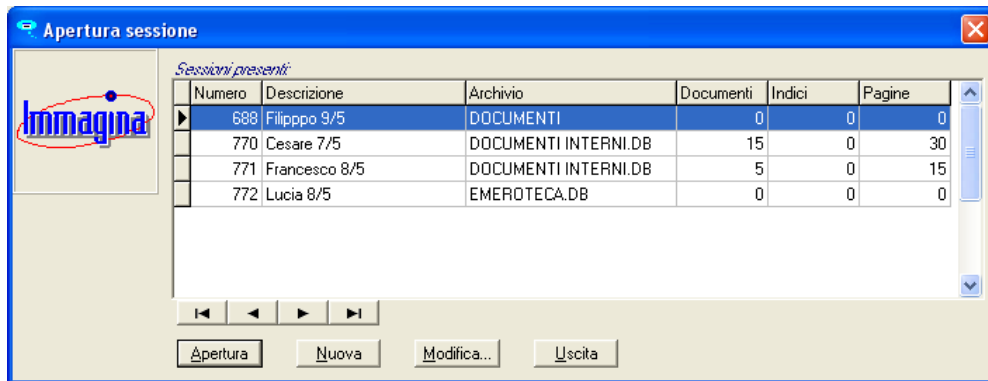 Apertura sessione
Immagina
Sessioni presenti:
Numero Descrizione Archivio Documenti Indici Pagine
688 Filipppo 9/5 DOCUMENTI 0 0 0
770 Cesare 7/5 DOCUMENTI INTERNI.DB 15 0 30
771 Francesco 8/5 DOCUMENTI INTERNI.DB 5 0 15
772 Lucia 8/5 EMEROTECA.DB 0 0 0
Apertura Nuova Modifica... Uscita